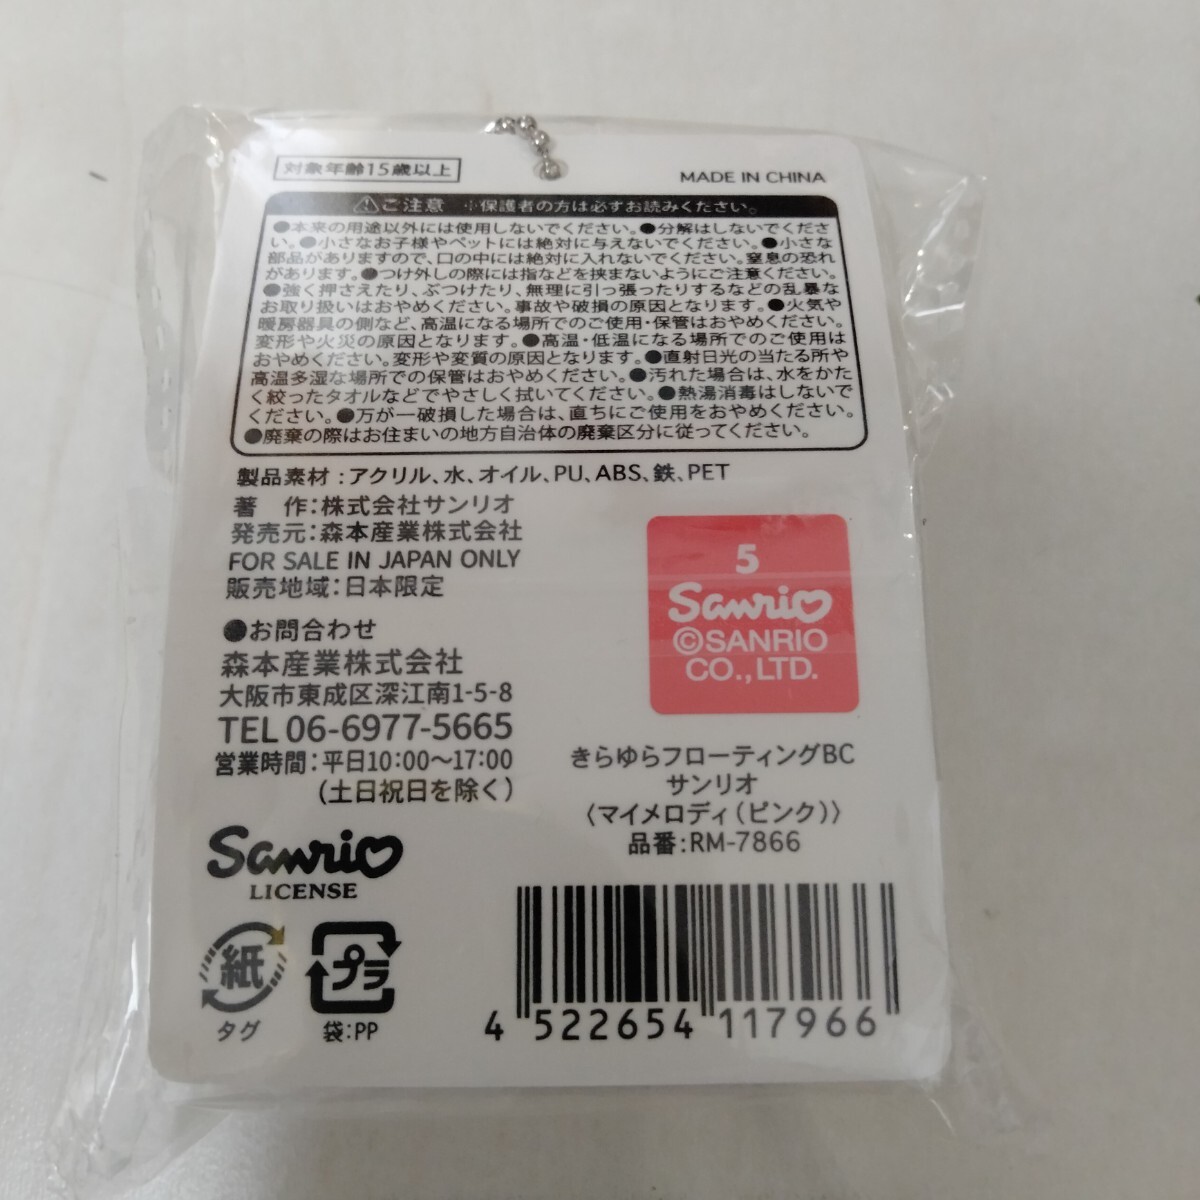 対象年齢15歳以上
MADE IN CHINA
⚠ご注意 ※保護者の方は必ずお読みください。
●本来の用途以外には使用しないでください。●分解はしないでくださ
い。●小さなお子様やペットには絶対に与えないでください。●小さな
部品がありますので、口の中には絶対に入れないでください。窒息の恐れ
があります。●つけ外しの際には指などを挟まないようにご注意ください。
●強く押さえたり、ぶつけたり、無理に引っ張ったりするなどの乱暴な
お取り扱いはおやめください。事故や破損の原因となります。●火気や
暖房器具の側など、高温になる場所でのご使用・保管はおやめください。
変形や火災の原因となります。●高温・低温になる場所でのご使用は
おやめください。変形や変質の原因となります。●直射日光の当たる所や
高温多湿な場所での保管はおやめください。●汚れた場合は、水をかた
く絞ったタオルなどでやさしく拭いてください。●熱湯消毒はしないで
ください。●万が一破損した場合は、直ちにご使用をおやめください。
●廃棄の際はお住まいの地方自治体の廃棄区分に従ってください。
製品素材:アクリル、水、オイル、PU、ABS、鉄、PET
著 作:株式会社サンリオ
発売元:森本産業株式会社
FOR SALE IN JAPAN ONLY
販売地域:日本限定
●お問合わせ
森本産業株式会社
大阪市東成区深江南1-5-8
TEL 06-6977-5665
営業時間:平日10:00〜17:00
(土日祝日を除く)
5
Sanrio
©SANRIO
CO.,LTD.
きらゆらフローティングBC
サンリオ
〈マイメロディ(ピンク)〉
品番:RM-7866
Sanrio
LICENSE
紙
タグ
プラ
袋:PP
4 522654 117966